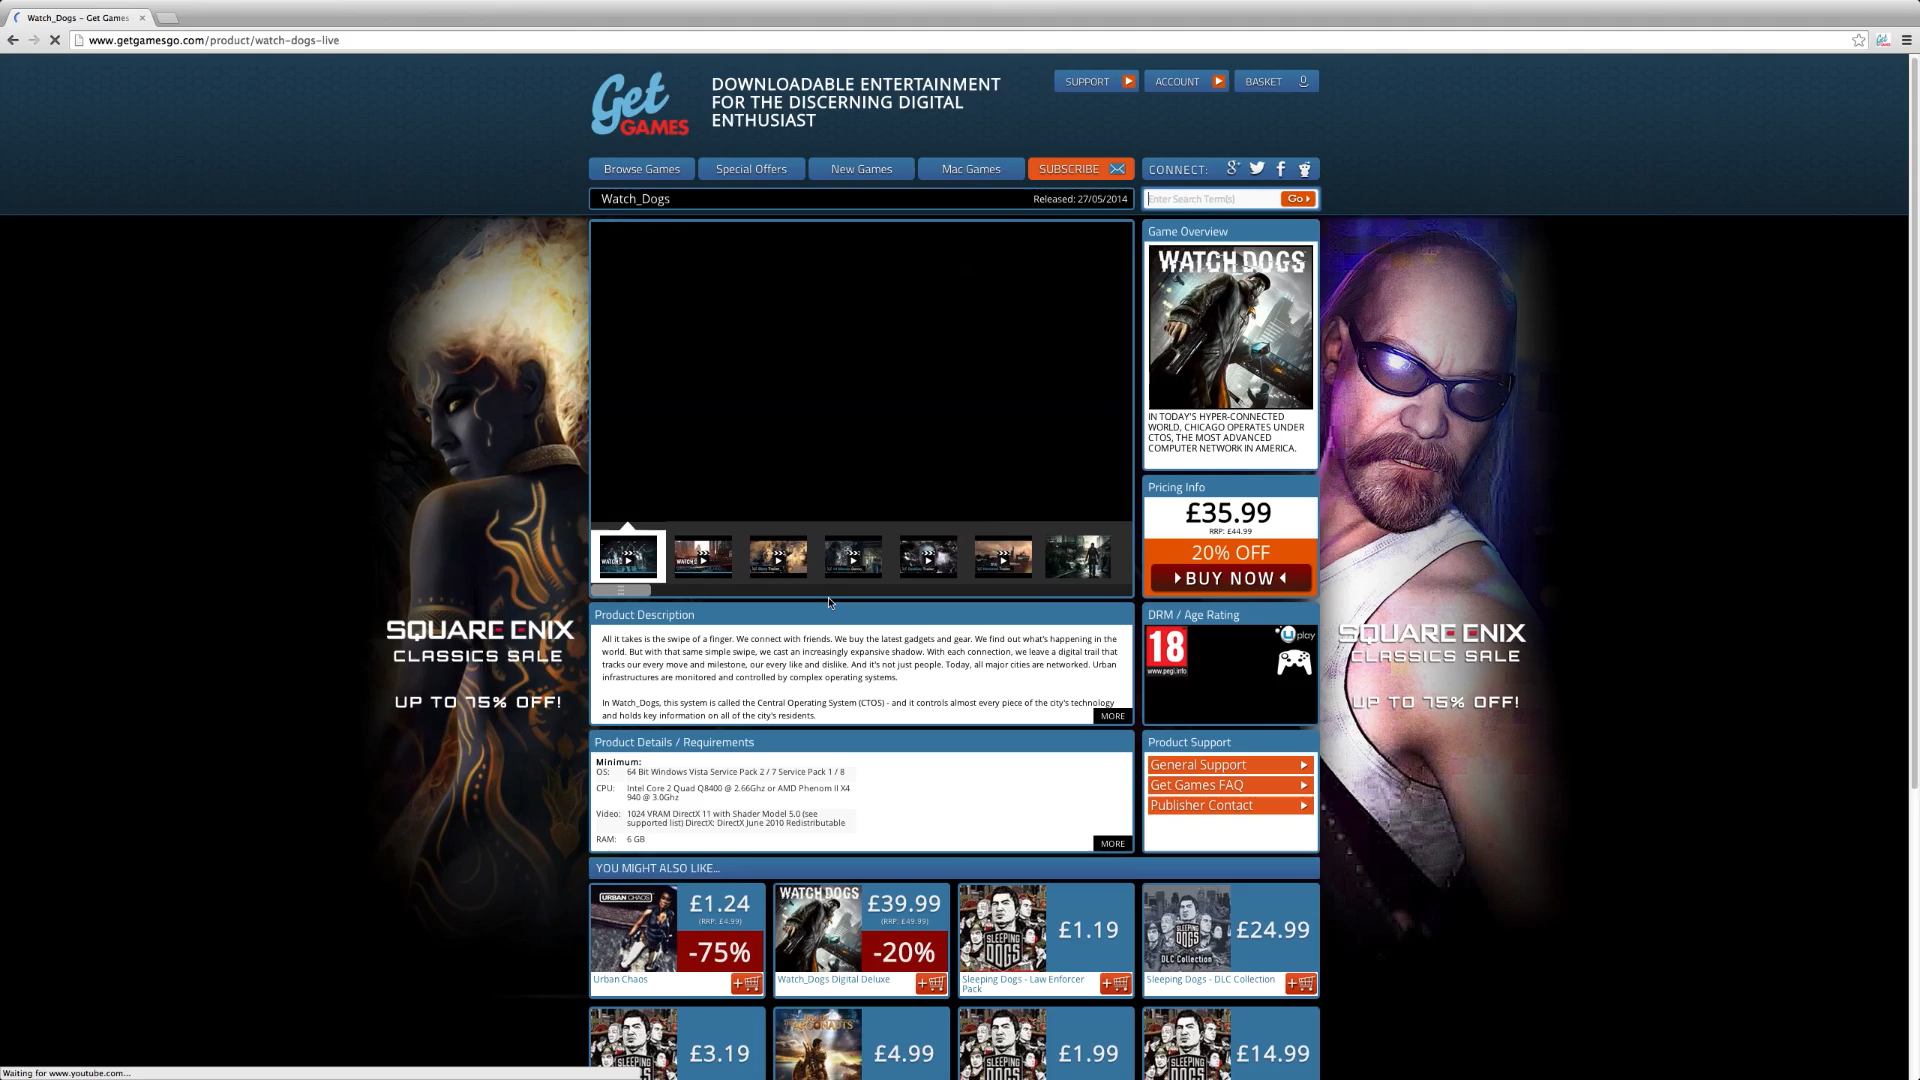 Watch_Dogs - Get Games
www.getgamesgo.com/product/watch-dogs-live
Get
GAMES
DOWNLOADABLE ENTERTAINMENT
FOR THE DISCERNING DIGITAL
ENTHUSIAST
SUPPORT
ACCOUNT
BASKET 0
Browse Games
Special Offers
New Games
Mac Games
SUBSCRIBE
CONNECT:
Watch_Dogs
Released: 27/05/2014
Enter Search Term(s)
Go
Game Overview
WATCH_DOGS
IN TODAY'S HYPER-CONNECTED
WORLD, CHICAGO OPERATES UNDER
CTOS, THE MOST ADVANCED
COMPUTER NETWORK IN AMERICA.
Pricing Info
£35.99
RRP: £44.99
20% OFF
BUY NOW
SQUARE ENIX
CLASSICS SALE
UP TO 75% OFF!
Product Description
All it takes is the swipe of a finger. We connect with friends. We buy the latest gadgets and gear. We find out what's happening in the
world. But with that same simple swipe, we cast an increasingly expansive shadow. With each connection, we leave a digital trail that
tracks our every move and milestone, our every like and dislike. And it's not just people. Today, all major cities are networked. Urban
infrastructures are monitored and controlled by complex operating systems.
In Watch_Dogs, this system is called the Central Operating System (CTOS) - and it controls almost every piece of the city's technology
and holds key information on all of the city's residents.
MORE
DRM / Age Rating
18
www.pegi.info
Uplay
SQUARE ENIX
CLASSICS SALE
UP TO 75% OFF!
Product Details / Requirements
Minimum:
OS: 64 Bit Windows Vista Service Pack 2 / 7 Service Pack 1 / 8
CPU: Intel Core 2 Quad Q8400 @ 2.66Ghz or AMD Phenom II X4
940 @ 3.0Ghz
Video: 1024 VRAM DirectX 11 with Shader Model 5.0 (see
supported list) DirectX: DirectX June 2010 Redistributable
RAM: 6 GB
MORE
Product Support
General Support
Get Games FAQ
Publisher Contact
YOU MIGHT ALSO LIKE...
URBAN CHAOS
£1.24
(RRP: £4.99)
-75%
Urban Chaos
WATCH_DOGS
£39.99
(RRP: £49.99)
-20%
Watch_Dogs Digital Deluxe
SLEEPING
DOGS
£1.19
Sleeping Dogs - Law Enforcer
Pack
SLEEPING
DOGS
DLC Collection
£24.99
Sleeping Dogs - DLC Collection
SLEEPING
DOGS
£3.19
£4.99
SLEEPING
DOGS
£1.99
SLEEPING
DOGS
£14.99
Waiting for www.youtube.com...